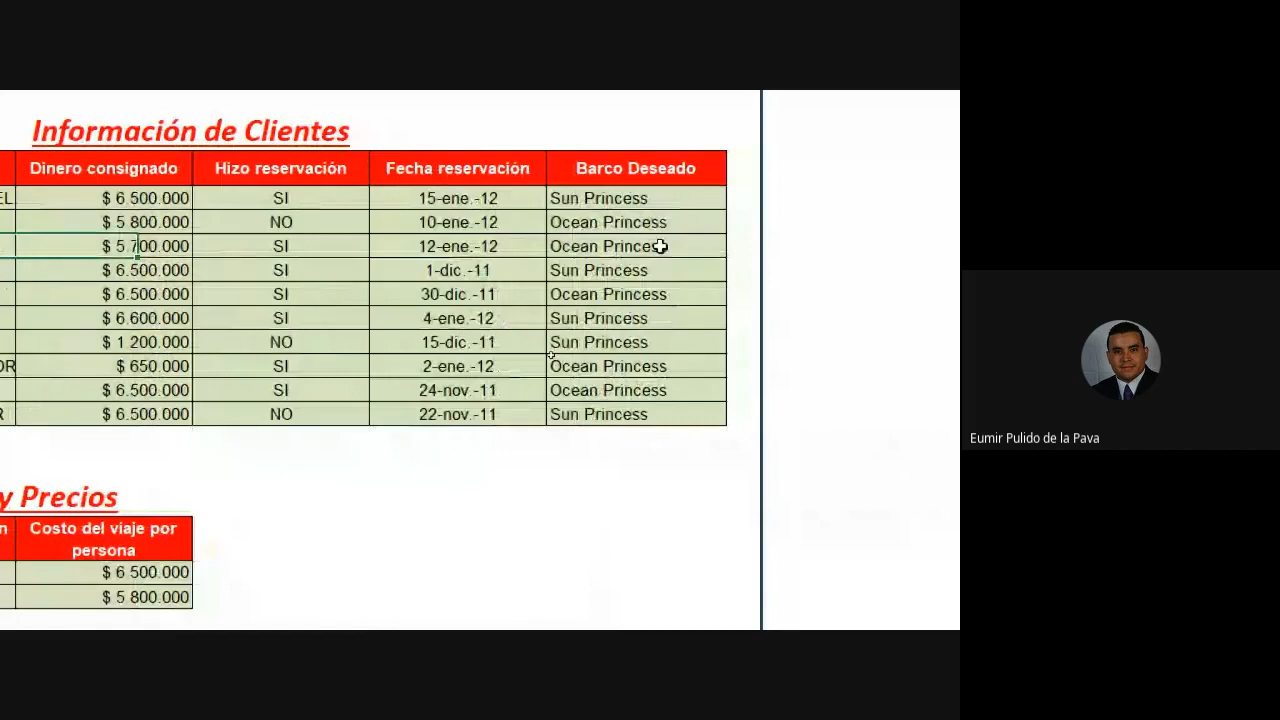 Información de Clientes
Dinero consignado Hizo reservación Fecha reservación Barco Deseado
EL $ 6.500.000 SI 15-ene.-12 Sun Princess
$ 5.800.000 NO 10-ene.-12 Ocean Princess
$ 5.700.000 SI 12-ene.-12 Ocean Princess
$ 6.500.000 SI 1-dic.-11 Sun Princess
$ 6.500.000 SI 30-dic.-11 Ocean Princess
$ 6.600.000 SI 4-ene.-12 Sun Princess
$ 1.200.000 NO 15-dic.-11 Sun Princess
OR $ 650.000 SI 2-ene.-12 Ocean Princess
$ 6.500.000 SI 24-nov.-11 Ocean Princess
R $ 6.500.000 NO 22-nov.-11 Sun Princess
Eumir Pulido de la Pava
y Precios
n Costo del viaje por
persona
$ 6.500.000
$ 5.800.000